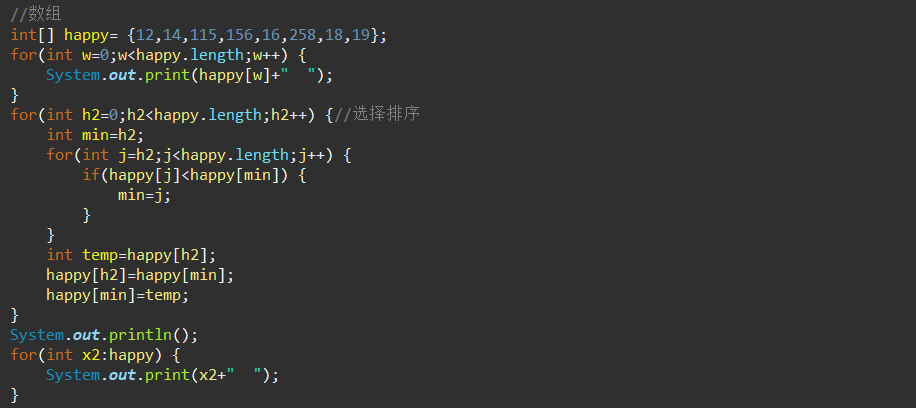 //数组
int[] happy= {12,14,115,156,16,258,18,19};
for(int w=0;w<happy.length;w++) {
    System.out.print(happy[w]+"  ");
}
for(int h2=0;h2<happy.length;h2++) {//选择排序
    int min=h2;
    for(int j=h2;j<happy.length;j++) {
        if(happy[j]<happy[min]) {
            min=j;
        }
    }
    int temp=happy[h2];
    happy[h2]=happy[min];
    happy[min]=temp;
}
System.out.println();
for(int x2:happy) {
    System.out.print(x2+"  ");
}